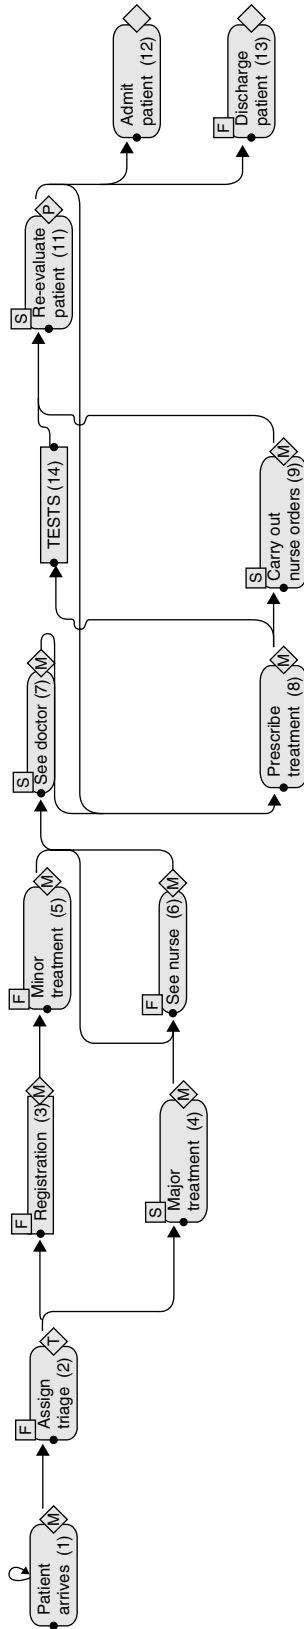 Patient
arrives (1)
M
F
Assign
triage (2)
T
F
Registration (3)
M
S
Major
treatment (4)
M
F
Minor
treatment (5)
M
F
See nurse (6)
M
S
See doctor (7)
M
Prescribe
treatment (8)
M
S
Carry out
nurse orders (9)
M
TESTS (14)
S
Re-evaluate
patient (11)
P
Admit
patient (12)
F
Discharge
patient (13)